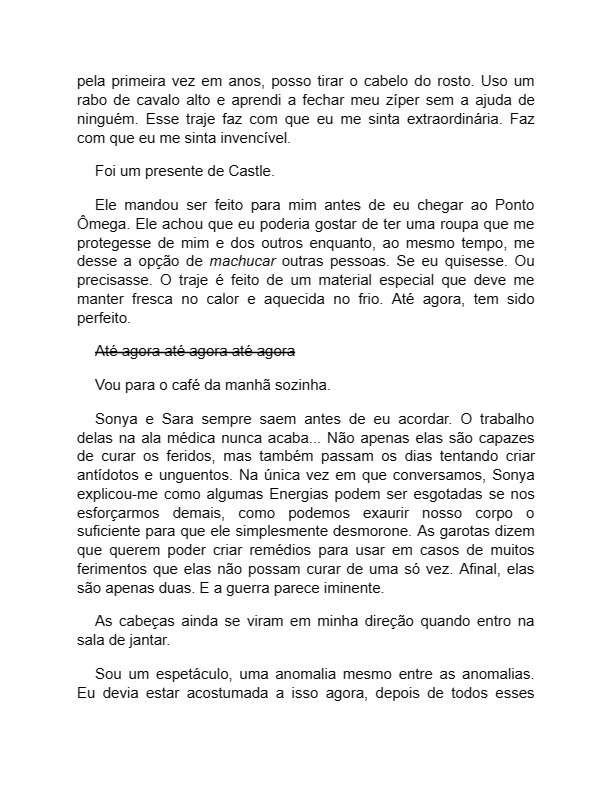 pela primeira vez em anos, posso tirar o cabelo do rosto. Uso um
rabo de cavalo alto e aprendi a fechar meu zíper sem a ajuda de
ninguém. Esse traje faz com que eu me sinta extraordinária. Faz
com que eu me sinta invencível.
Foi um presente de Castle.
Ele mandou ser feito para mim antes de eu chegar ao Ponto
Ômega. Ele achou que eu poderia gostar de ter uma roupa que me
protegesse de mim e dos outros enquanto, ao mesmo tempo, me
desse a opção de machucar outras pessoas. Se eu quisesse. Ou
precisasse. O traje é feito de um material especial que deve me
manter fresca no calor e aquecida no frio. Até agora, tem sido
perfeito.
Até agora até agora até agora
Vou para o café da manhã sozinha.
Sonya e Sara sempre saem antes de eu acordar. O trabalho
delas na ala médica nunca acaba... Não apenas elas são capazes
de curar os feridos, mas também passam os dias tentando criar
antídotos e unguentos. Na única vez em que conversamos, Sonya
explicou-me como algumas Energias podem ser esgotadas se nos
esforçarmos demais, como podemos exaurir nosso corpo o
suficiente para que ele simplesmente desmorone. As garotas dizem
que querem poder criar remédios para usar em casos de muitos
ferimentos que elas não possam curar de uma só vez. Afinal, elas
são apenas duas. E a guerra parece iminente.
As cabeças ainda se viram em minha direção quando entro na
sala de jantar.
Sou um espetáculo, uma anomalia mesmo entre as anomalias.
Eu devia estar acostumada a isso agora, depois de todos esses